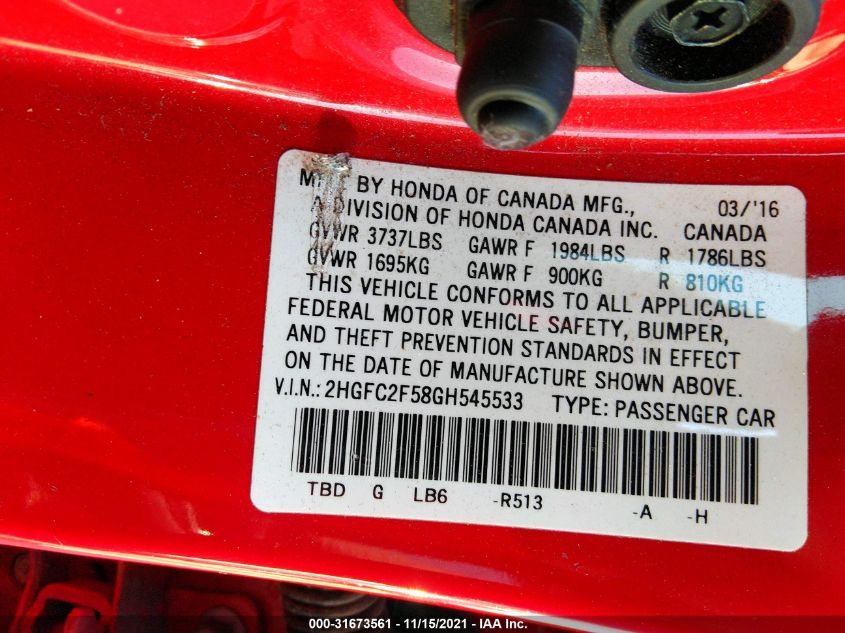 MFD BY HONDA OF CANADA MFG., 03/'16
A DIVISION OF HONDA CANADA INC. CANADA
GVWR 3737LBS GAWR F 1984LBS R 1786LBS
GVWR 1695KG GAWR F 900KG R 810KG
THIS VEHICLE CONFORMS TO ALL APPLICABLE
FEDERAL MOTOR VEHICLE SAFETY, BUMPER,
AND THEFT PREVENTION STANDARDS IN EFFECT
ON THE DATE OF MANUFACTURE SHOWN ABOVE.
V.I.N.: 2HGFC2F58GH545533 TYPE: PASSENGER CAR
TBD G LB6 -R513 -A -H
000-31673561 - 11/15/2021 - IAA Inc.